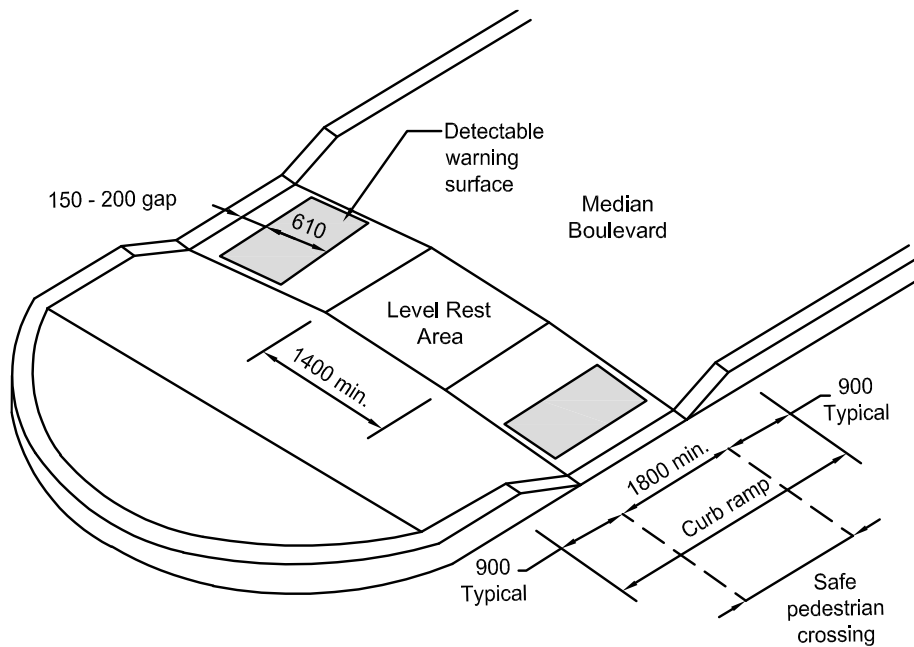 Detectable
warning
surface
150 - 200 gap
610
Median
Boulevard
Level Rest
Area
1400 min.
900
Typical
1800 min.
Curb ramp
900
Typical
Safe
pedestrian
crossing